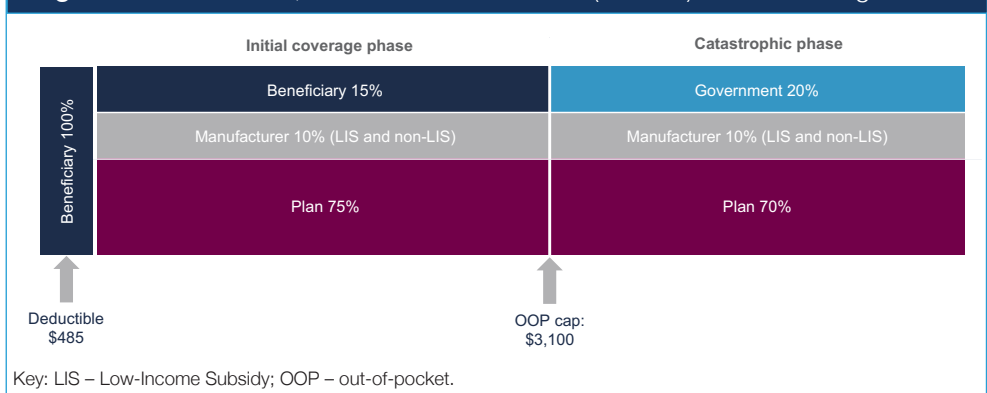 Initial coverage phase
Catastrophic phase
Beneficiary 100%
Beneficiary 15%
Government 20%
Manufacturer 10% (LIS and non-LIS)
Manufacturer 10% (LIS and non-LIS)
Plan 75%
Plan 70%
Deductible
$485
OOP cap:
$3,100
Key: LIS – Low-Income Subsidy; OOP – out-of-pocket.